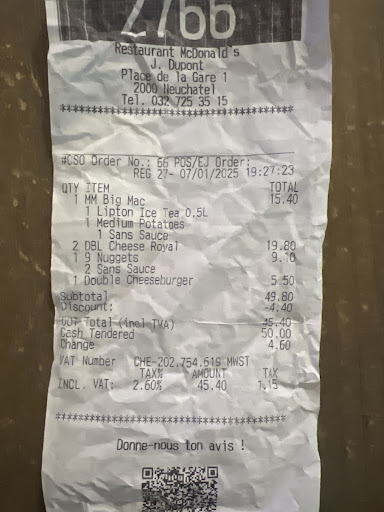 2766
Restaurant McDonald's
J. Dupont
Place de la Gare 1
2000 Neuchatel
Tel. 032 725 35 15
****************************************
#CSO Order No.: 66 POS/EJ Order:
REG 27- 07/01/2025 19:27:23
QTY ITEM TOTAL
1 MM Big Mac 15.40
1 Lipton Ice Tea 0.5L
1 Medium Potatoes
1 Sans Sauce
2 DBL Cheese Royal 19.80
1 9 Nuggets 9.10
2 Sans Sauce
1 Double Cheeseburger 5.50
Subtotal 49.80
Discount: -4.40
OUT Total (incl TVA) 45.40
Cash Tendered 50.00
Change 4.60
VAT Number CHE-202.754.619 MWST
TAX% AMOUNT TAX
INCL. VAT: 2.60% 45.40 1.15
****************************************
Donne-nous ton avis !